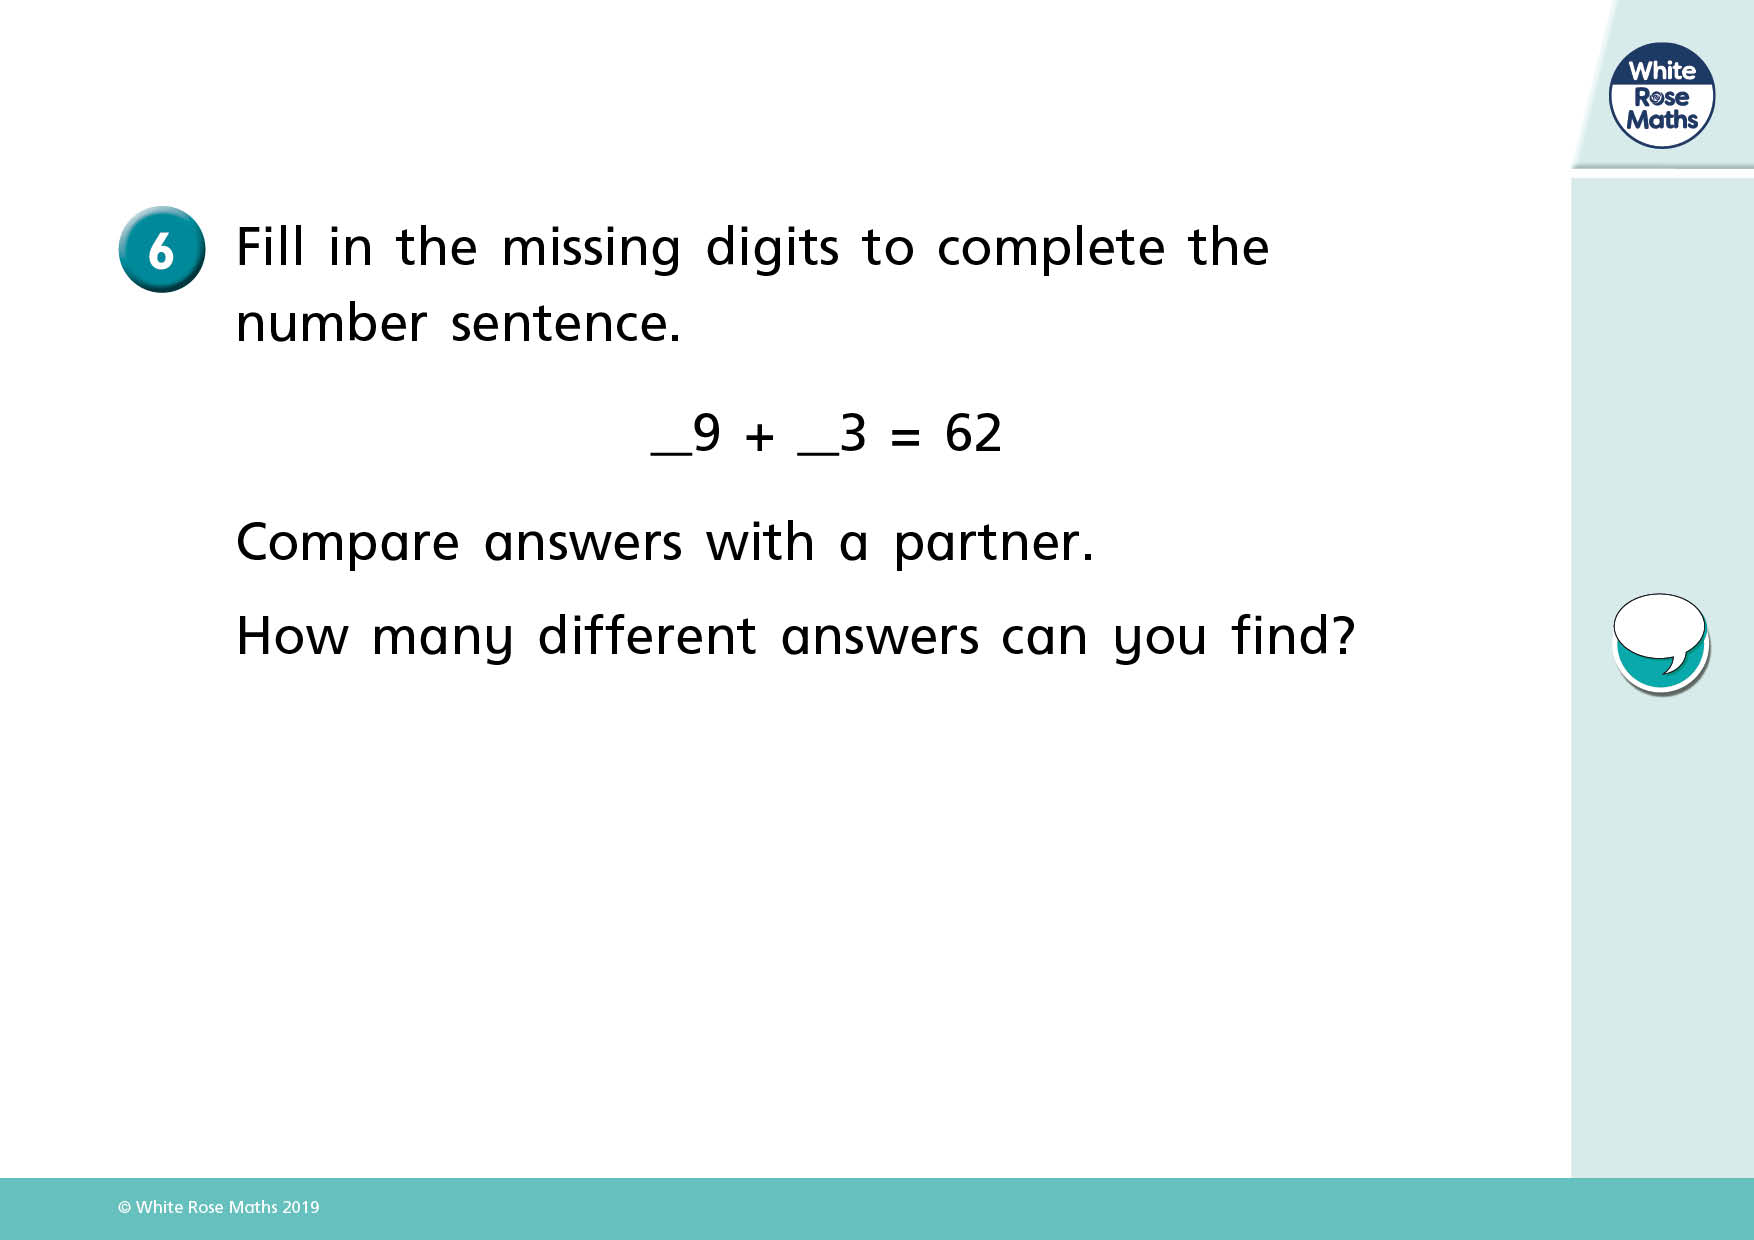 White
Rose
Maths
6 Fill in the missing digits to complete the
number sentence.
__9 + __3 = 62
Compare answers with a partner.
How many different answers can you find?
© White Rose Maths 2019